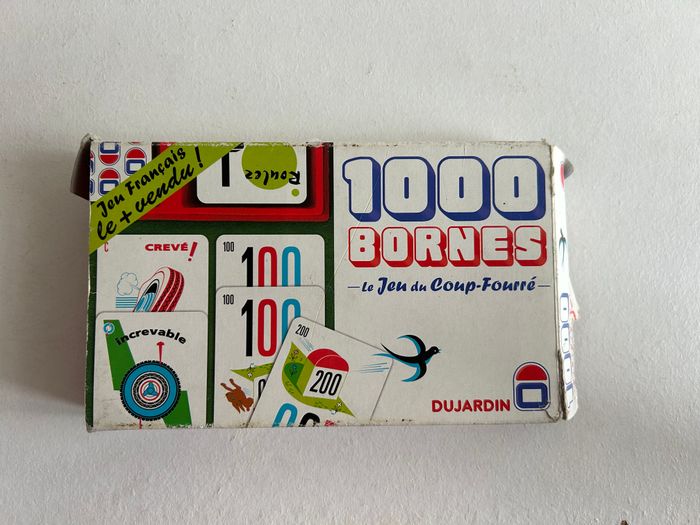 Jeu Français
le + vendu !
Roulez
1000
BORNES
Le Jeu du Coup-Fourré
CREVÉ !
100
100
increvable
100
100
200
200
DUJARDIN